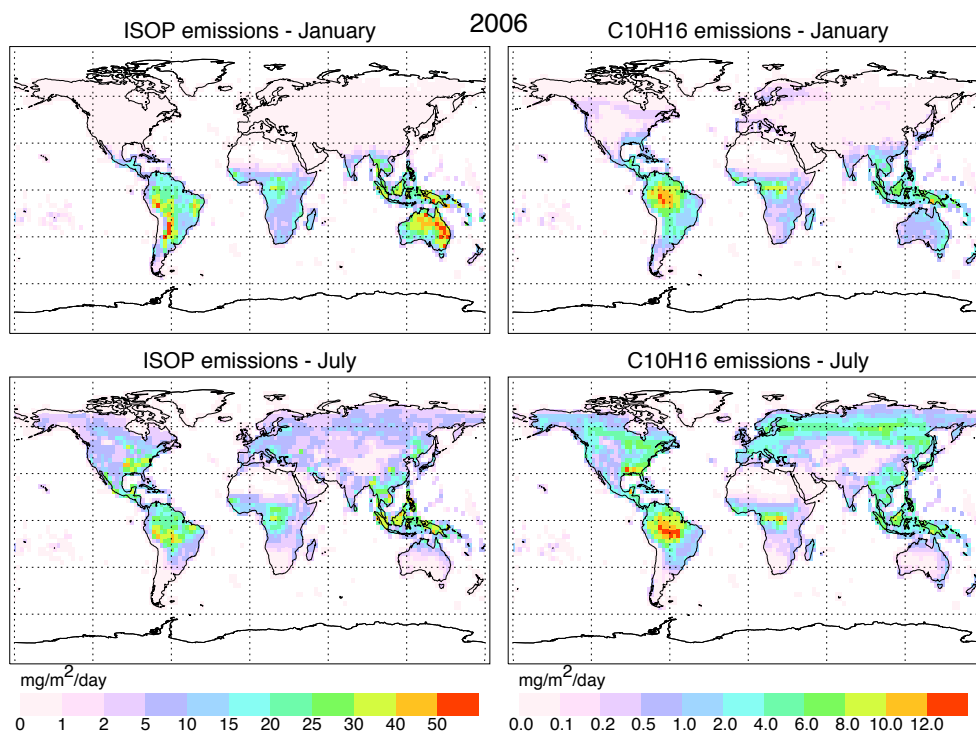 2006
ISOP emissions - January
C10H16 emissions - January
ISOP emissions - July
C10H16 emissions - July
mg/m²/day
0 1 2 5 10 15 20 25 30 40 50
mg/m²/day
0.0 0.1 0.2 0.5 1.0 2.0 4.0 6.0 8.0 10.0 12.0